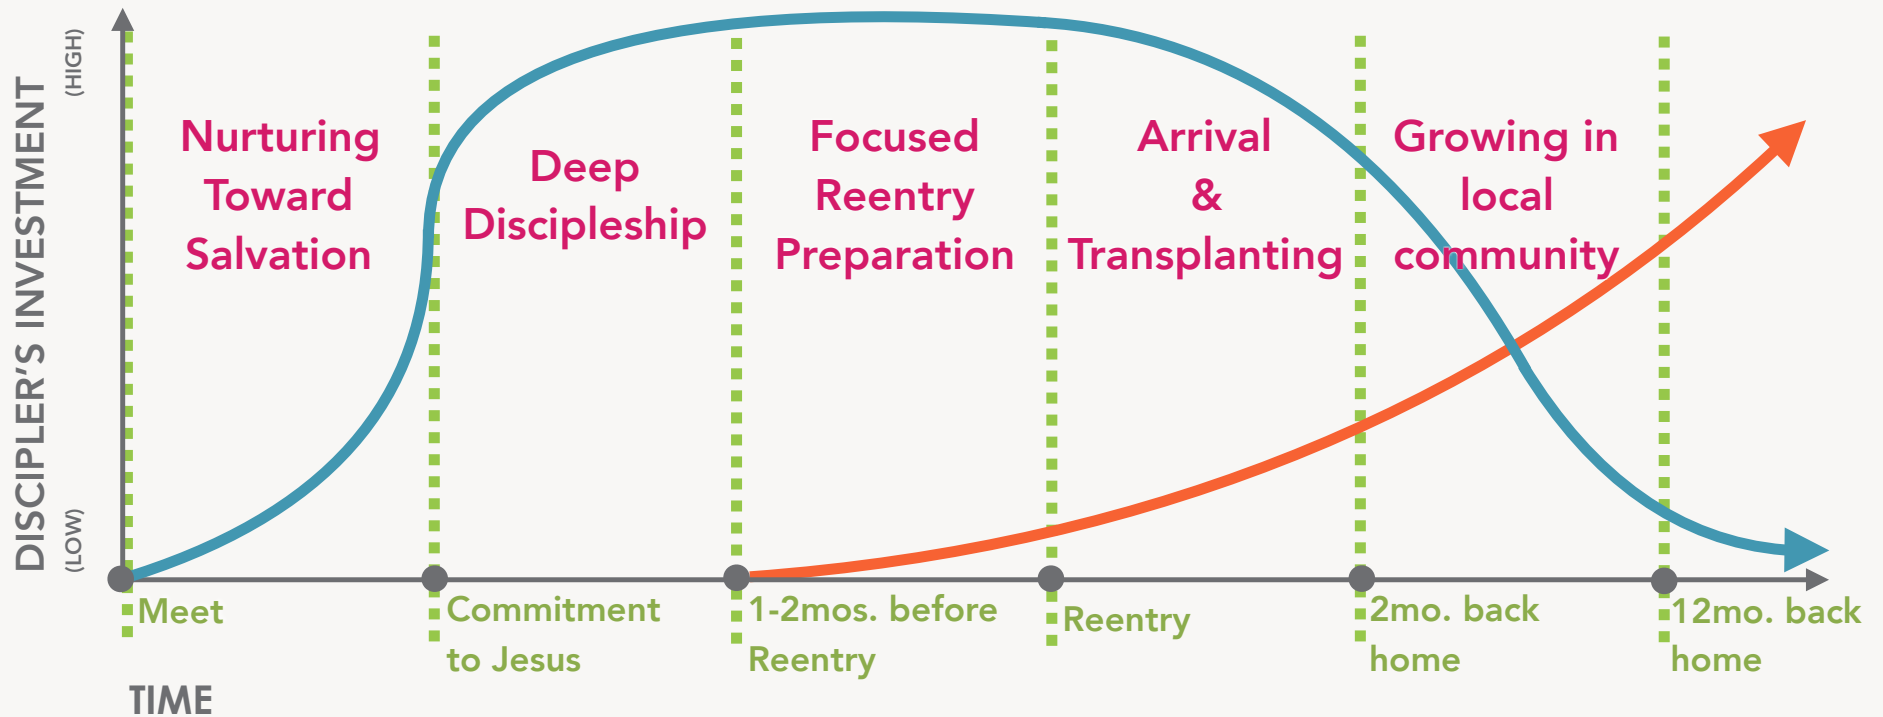 DISCIPLER'S INVESTMENT
(HIGH)
(LOW)
Nurturing
Toward
Salvation
Deep
Discipleship
Focused
Reentry
Preparation
Arrival
&
Transplanting
Growing in
local
community
Meet
Commitment
to Jesus
1-2mos. before
Reentry
Reentry
2mo. back
home
12mo. back
home
TIME